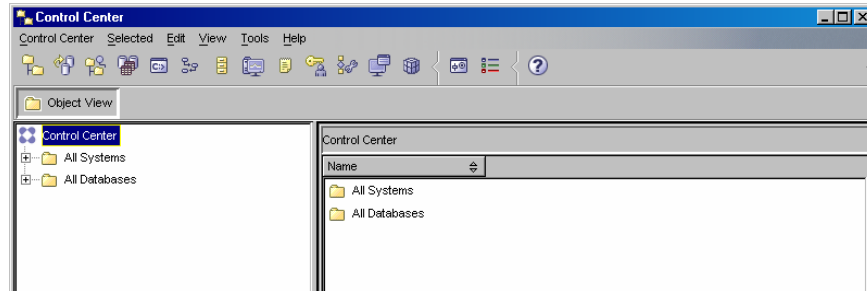 Control Center
Control Center Selected Edit View Tools Help
Object View
Control Center
All Systems
All Databases
Control Center
Name
All Systems
All Databases